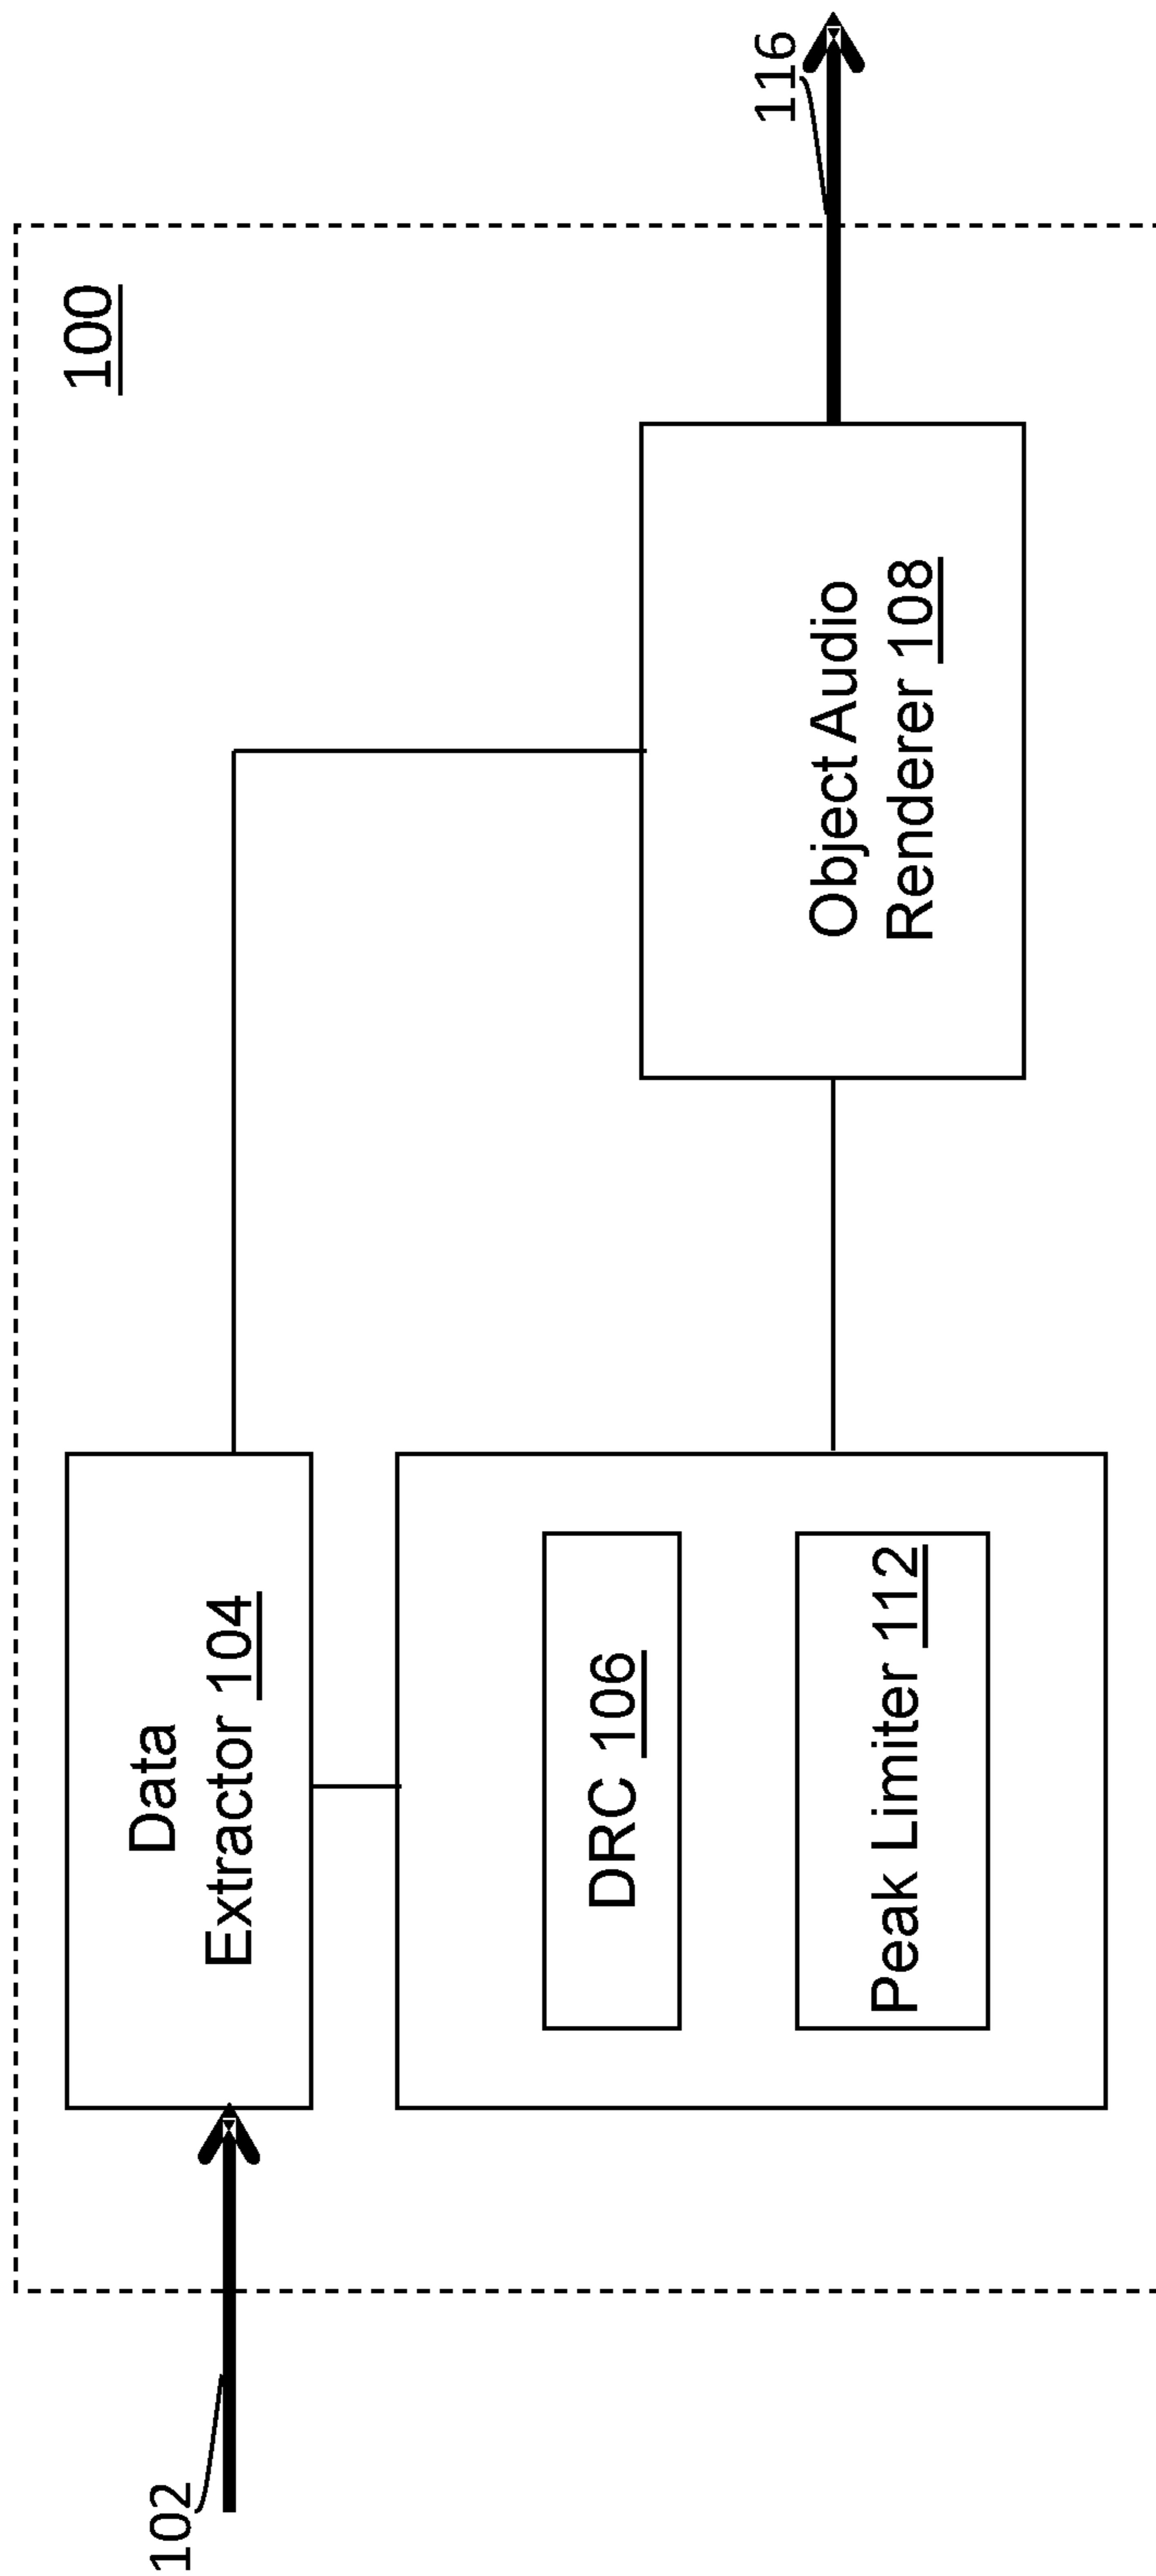 100
102
Data
Extractor 104
DRC 106
Peak Limiter 112
Object Audio
Renderer 108
116